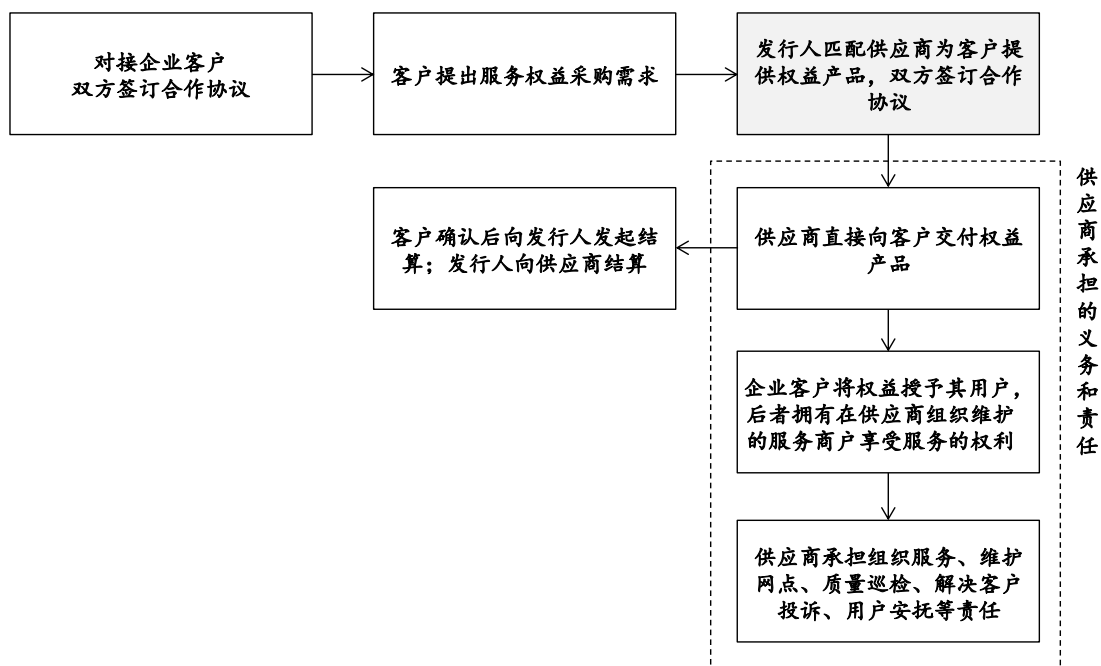 对接企业客户
双方签订合作协议
客户提出服务权益采购需求
发行人匹配供应商为客户提
供权益产品，双方签订合作
协议
客户确认后向发行人发起结
算；发行人向供应商结算
供应商直接向客户交付权益
产品
企业客户将权益授予其用户，
后者拥有在供应商组织维护
的服务商户享受服务的权利
供应商承担组织服务、维护
网点、质量巡检、解决客户
投诉、用户安抚等责任
供应商承担的义务和责任